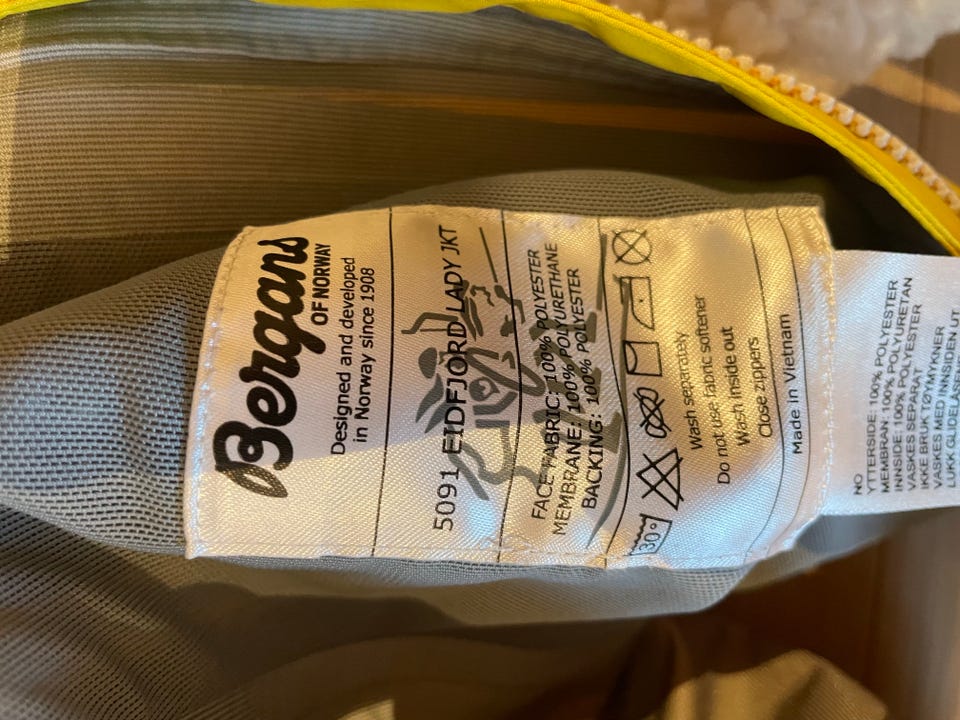 Bergans
OF NORWAY
Designed and developed
in Norway since 1908
5091 EIDFJORD LADY JKT
FACE FABRIC: 100% POLYESTER
MEMBRANE: 100% POLYURETHANE
BACKING: 100% POLYESTER
30°
Wash separately
Do not use fabric softener
Wash inside out
Close zippers
Made in Vietnam
NO
YTTERSIDE: 100% POLYESTER
MEMBRAN: 100% POLYURETAN
INNSIDE: 100% POLYESTER
VASKES SEPARAT
IKKE BRUK TØYMYKNER
VASKES MED INNSIDEN UT
LUKK GLIDELÅSENE